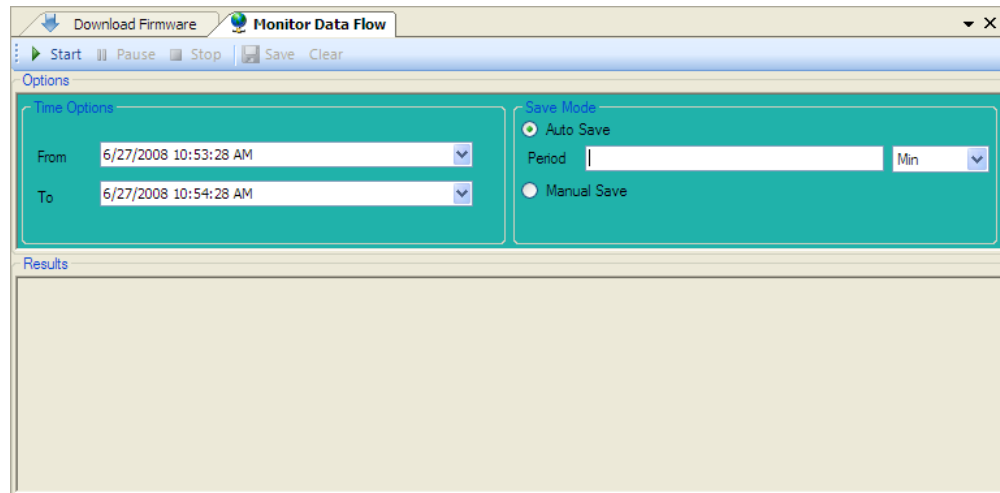 Download Firmware Monitor Data Flow
Start Pause Stop Save Clear
Options
Time Options
From 6/27/2008 10:53:28 AM
To 6/27/2008 10:54:28 AM
Save Mode
Auto Save
Period Min
Manual Save
Results